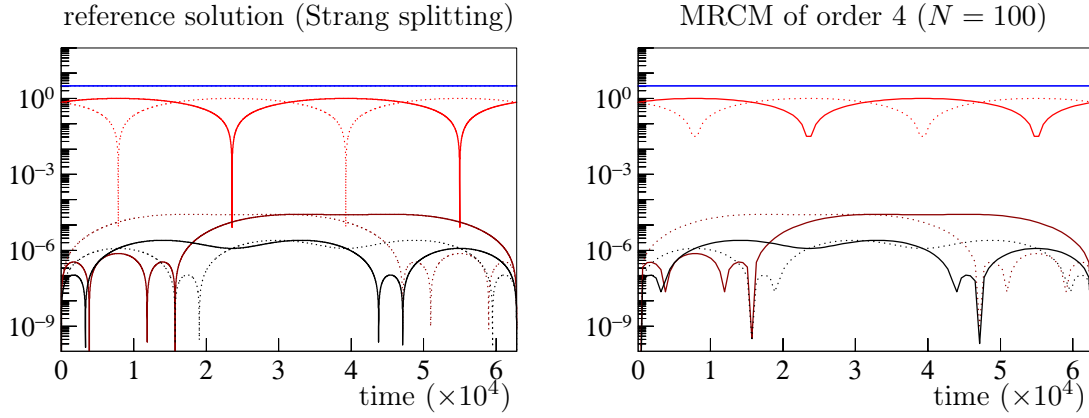 reference solution (Strang splitting)
10^0
10^{-3}
10^{-6}
10^{-9}
0 1 2 3 4 5 6
time (×10^4)
MRCM of order 4 (N = 100)
10^0
10^{-3}
10^{-6}
10^{-9}
0 1 2 3 4 5 6
time (×10^4)